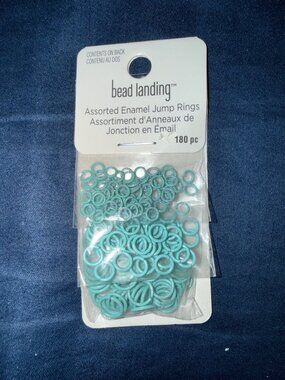 CONTENTS ON BACK
CONTENU AU DOS
bead landing™
Assorted Enamel Jump Rings
Assortiment d'Anneaux de
Jonction en Émail
180 pc